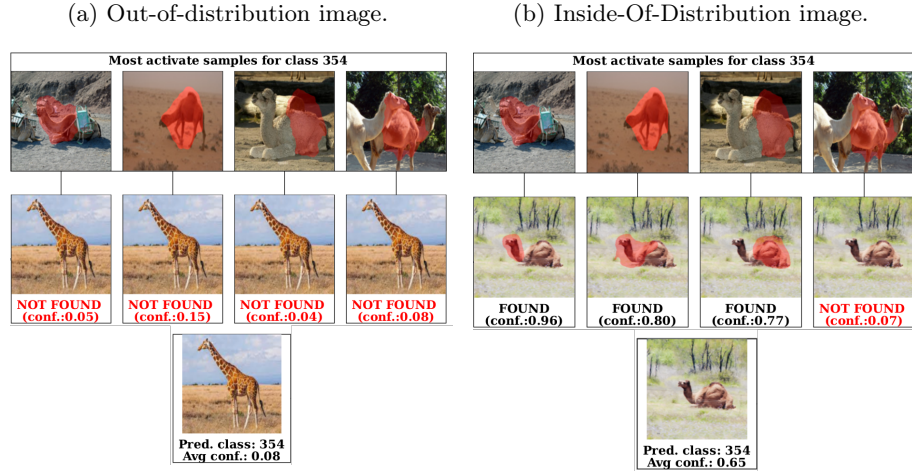 (a) Out-of-distribution image.
Most activate samples for class 354
NOT FOUND
(conf.:0.05)
NOT FOUND
(conf.:0.15)
NOT FOUND
(conf.:0.04)
NOT FOUND
(conf.:0.08)
Pred. class: 354
Avg conf.: 0.08
(b) Inside-Of-Distribution image.
Most activate samples for class 354
FOUND
(conf.:0.96)
FOUND
(conf.:0.80)
FOUND
(conf.:0.77)
NOT FOUND
(conf.:0.07)
Pred. class: 354
Avg conf.: 0.65